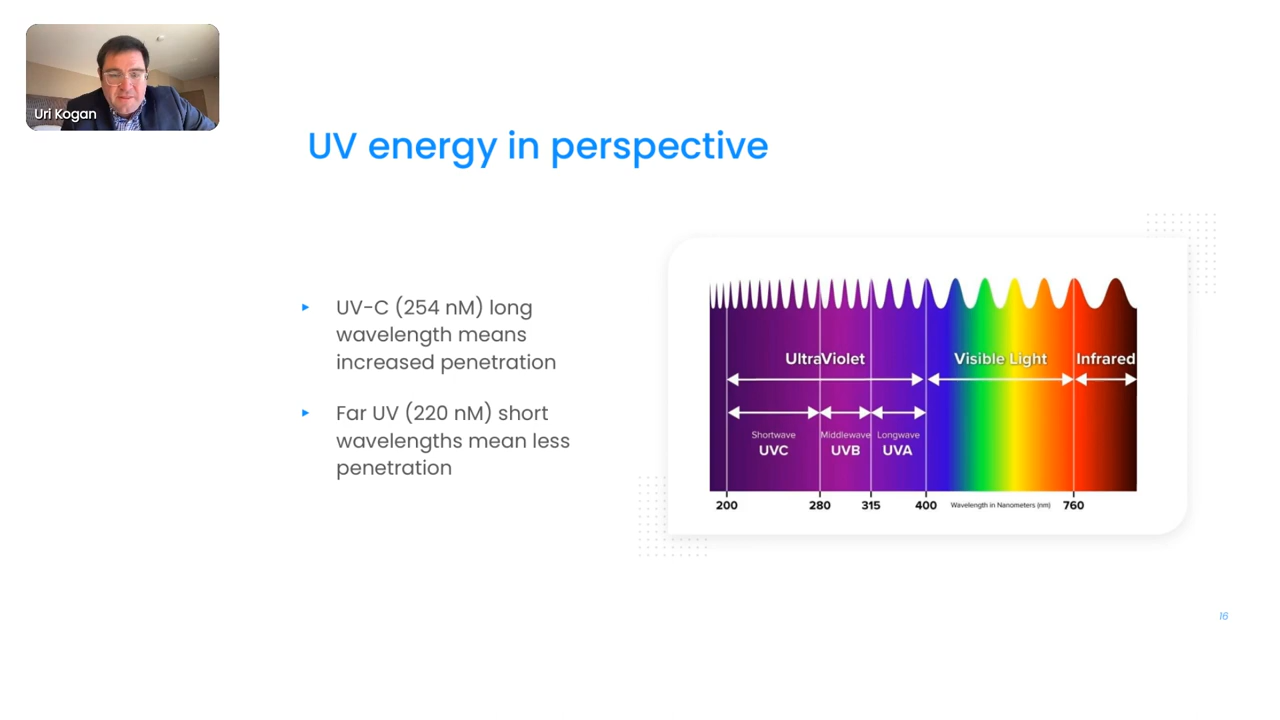 Uri Kogan
UV energy in perspective
UV-C (254 nM) long
wavelength means
increased penetration
Far UV (220 nM) short
wavelengths mean less
penetration
UltraViolet
Visible Light
Infrared
Shortwave
UVC
Middlewave
UVB
Longwave
UVA
200
280
315
400
Wavelength in Nanometers (nm)
760
16